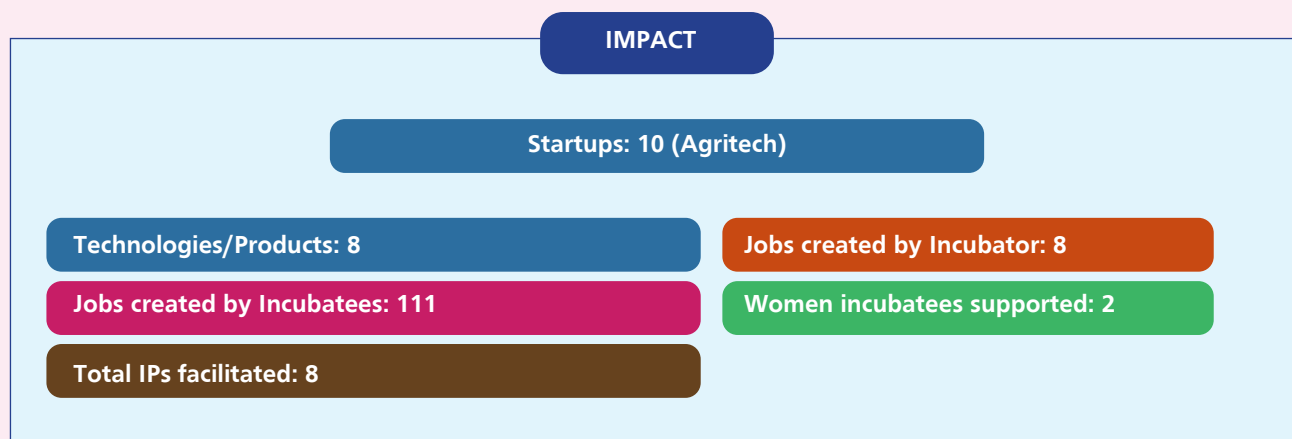 IMPACT
Startups: 10 (Agritech)
Technologies/Products: 8
Jobs created by Incubator: 8
Jobs created by Incubatees: 111
Women incubatees supported: 2
Total IPs facilitated: 8